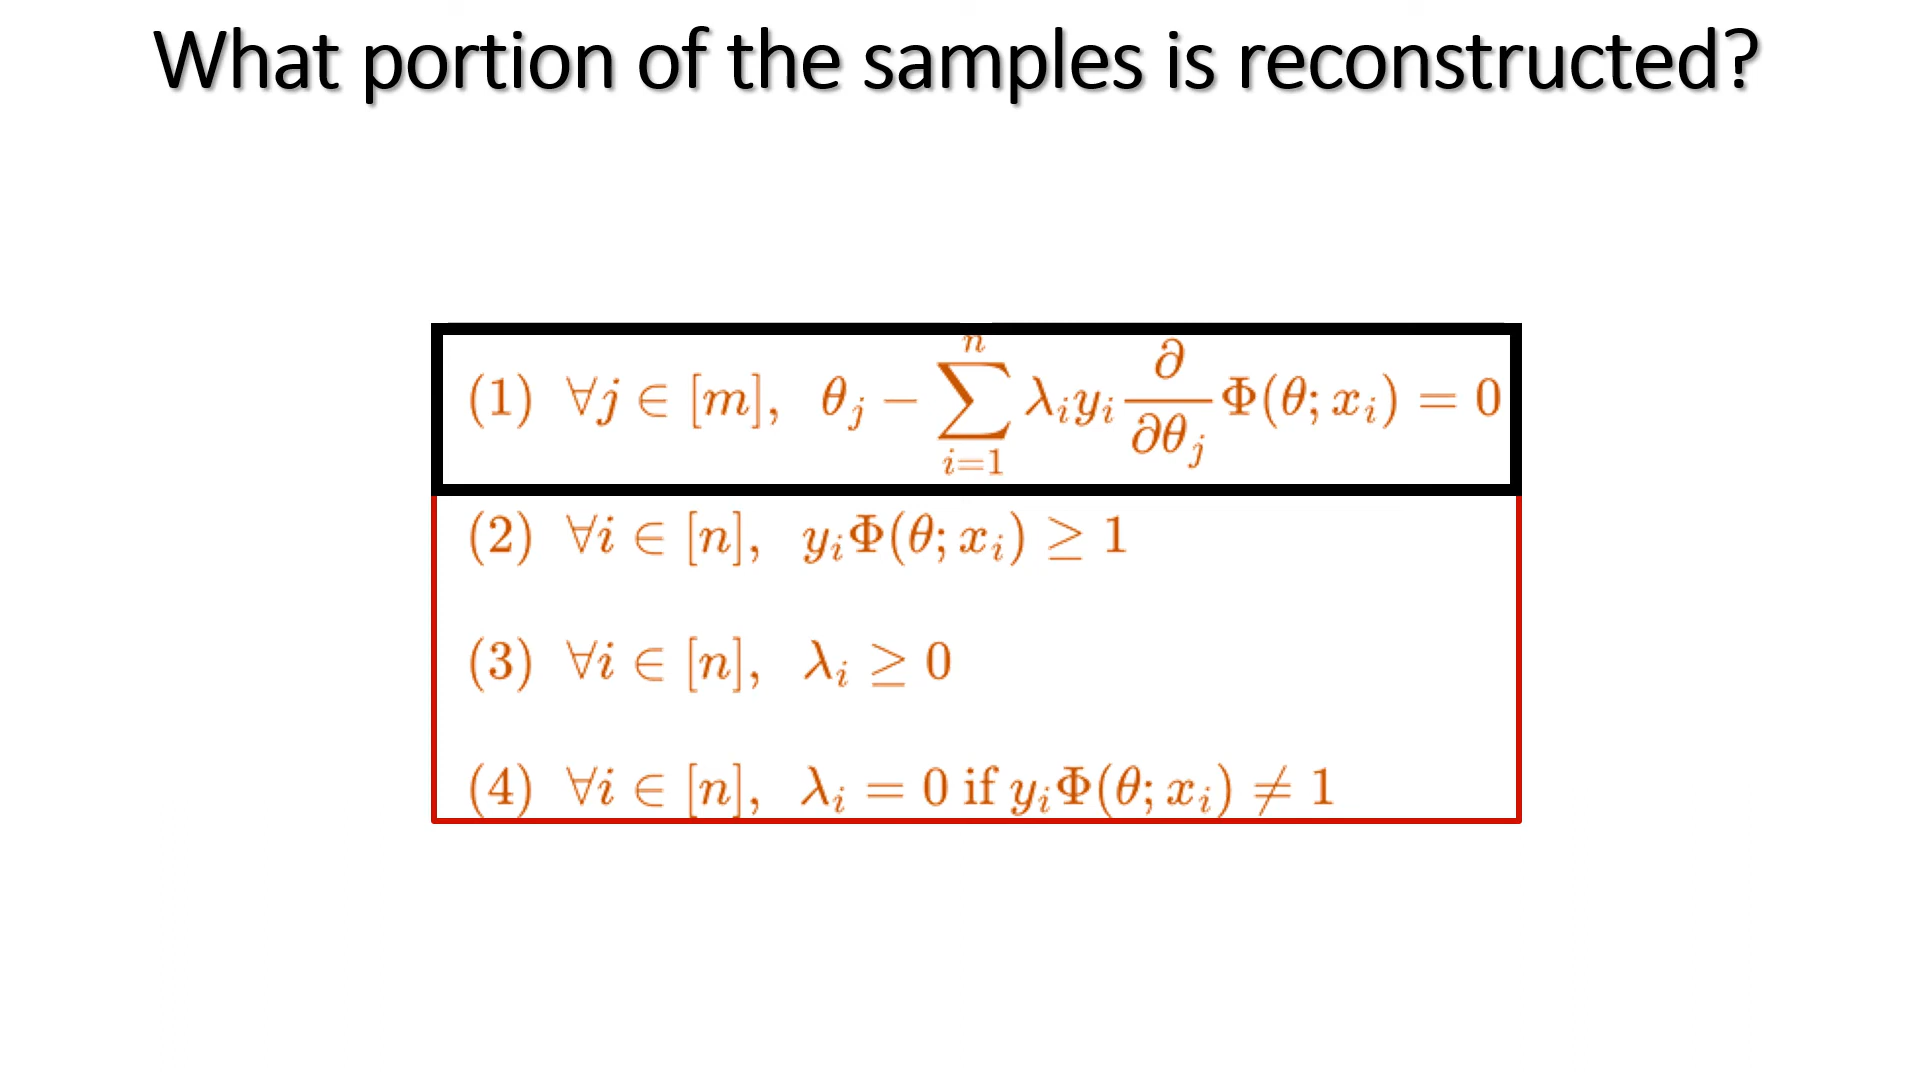 What portion of the samples is reconstructed?
(1) ∀j ∈ [m], θ_j − ∑_{i=1}^{n} λ_i y_i ∂/∂θ_j Φ(θ; x_i) = 0
(2) ∀i ∈ [n], y_i Φ(θ; x_i) ≥ 1
(3) ∀i ∈ [n], λ_i ≥ 0
(4) ∀i ∈ [n], λ_i = 0 if y_i Φ(θ; x_i) ≠ 1